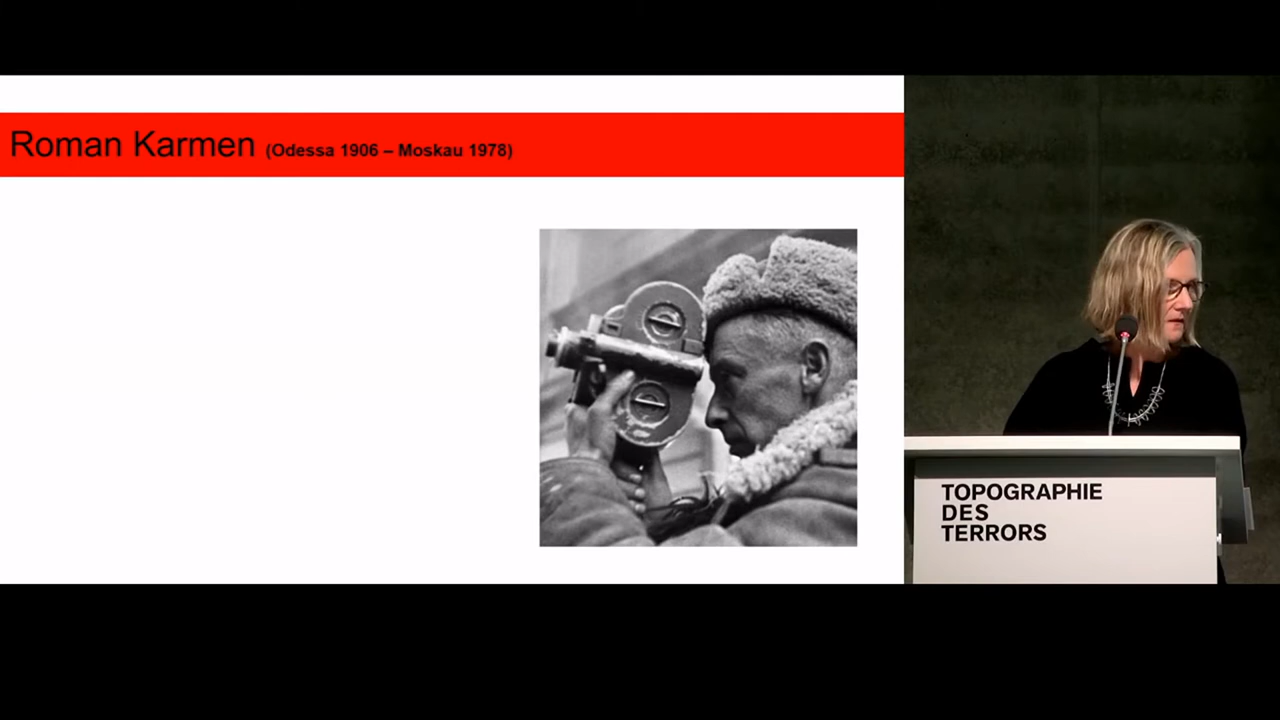 Roman Karmen (Odessa 1906 – Moskau 1978)
TOPOGRAPHIE
DES
TERRORS